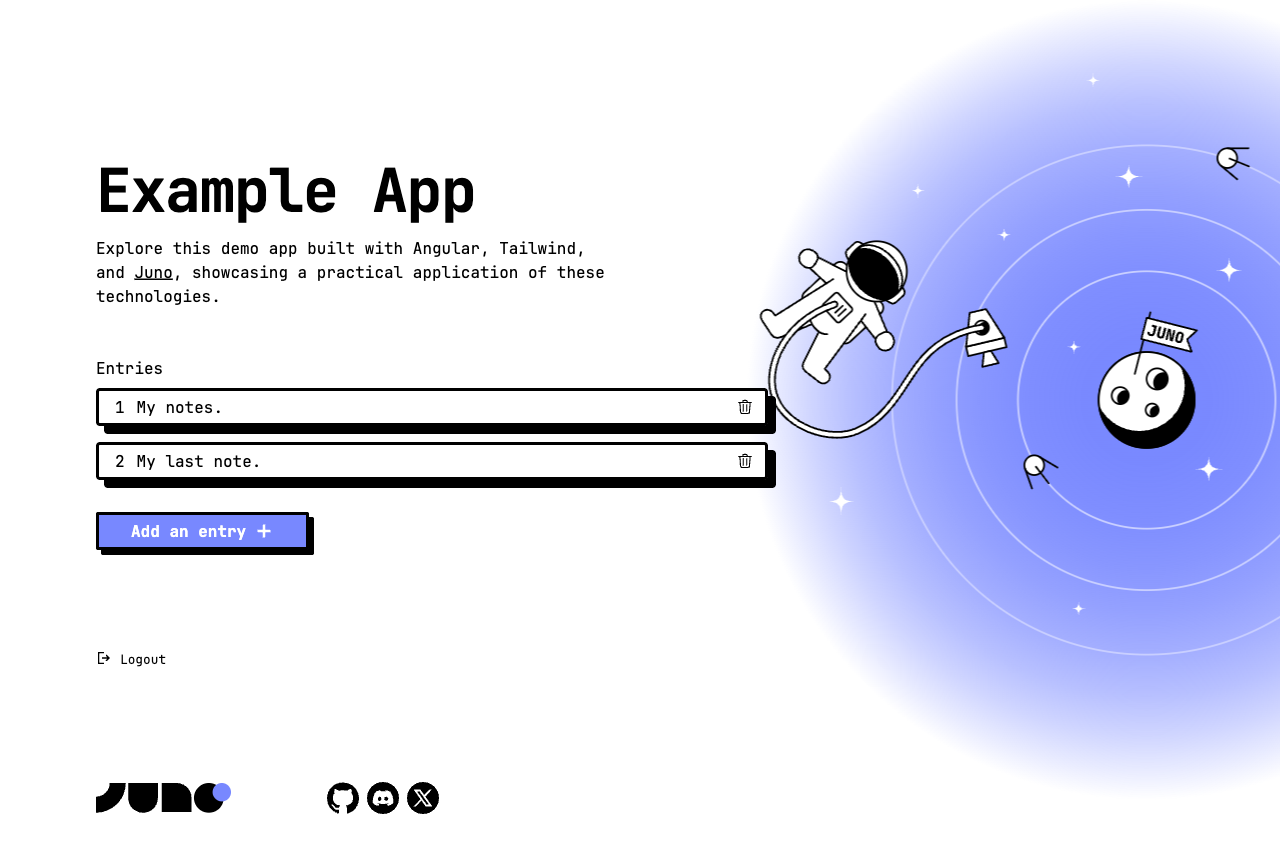 Example App
Explore this demo app built with Angular, Tailwind,
and Juno, showcasing a practical application of these
technologies.
JUNO
Entries
1 My notes.
2 My last note.
Add an entry +
Logout
JUNO